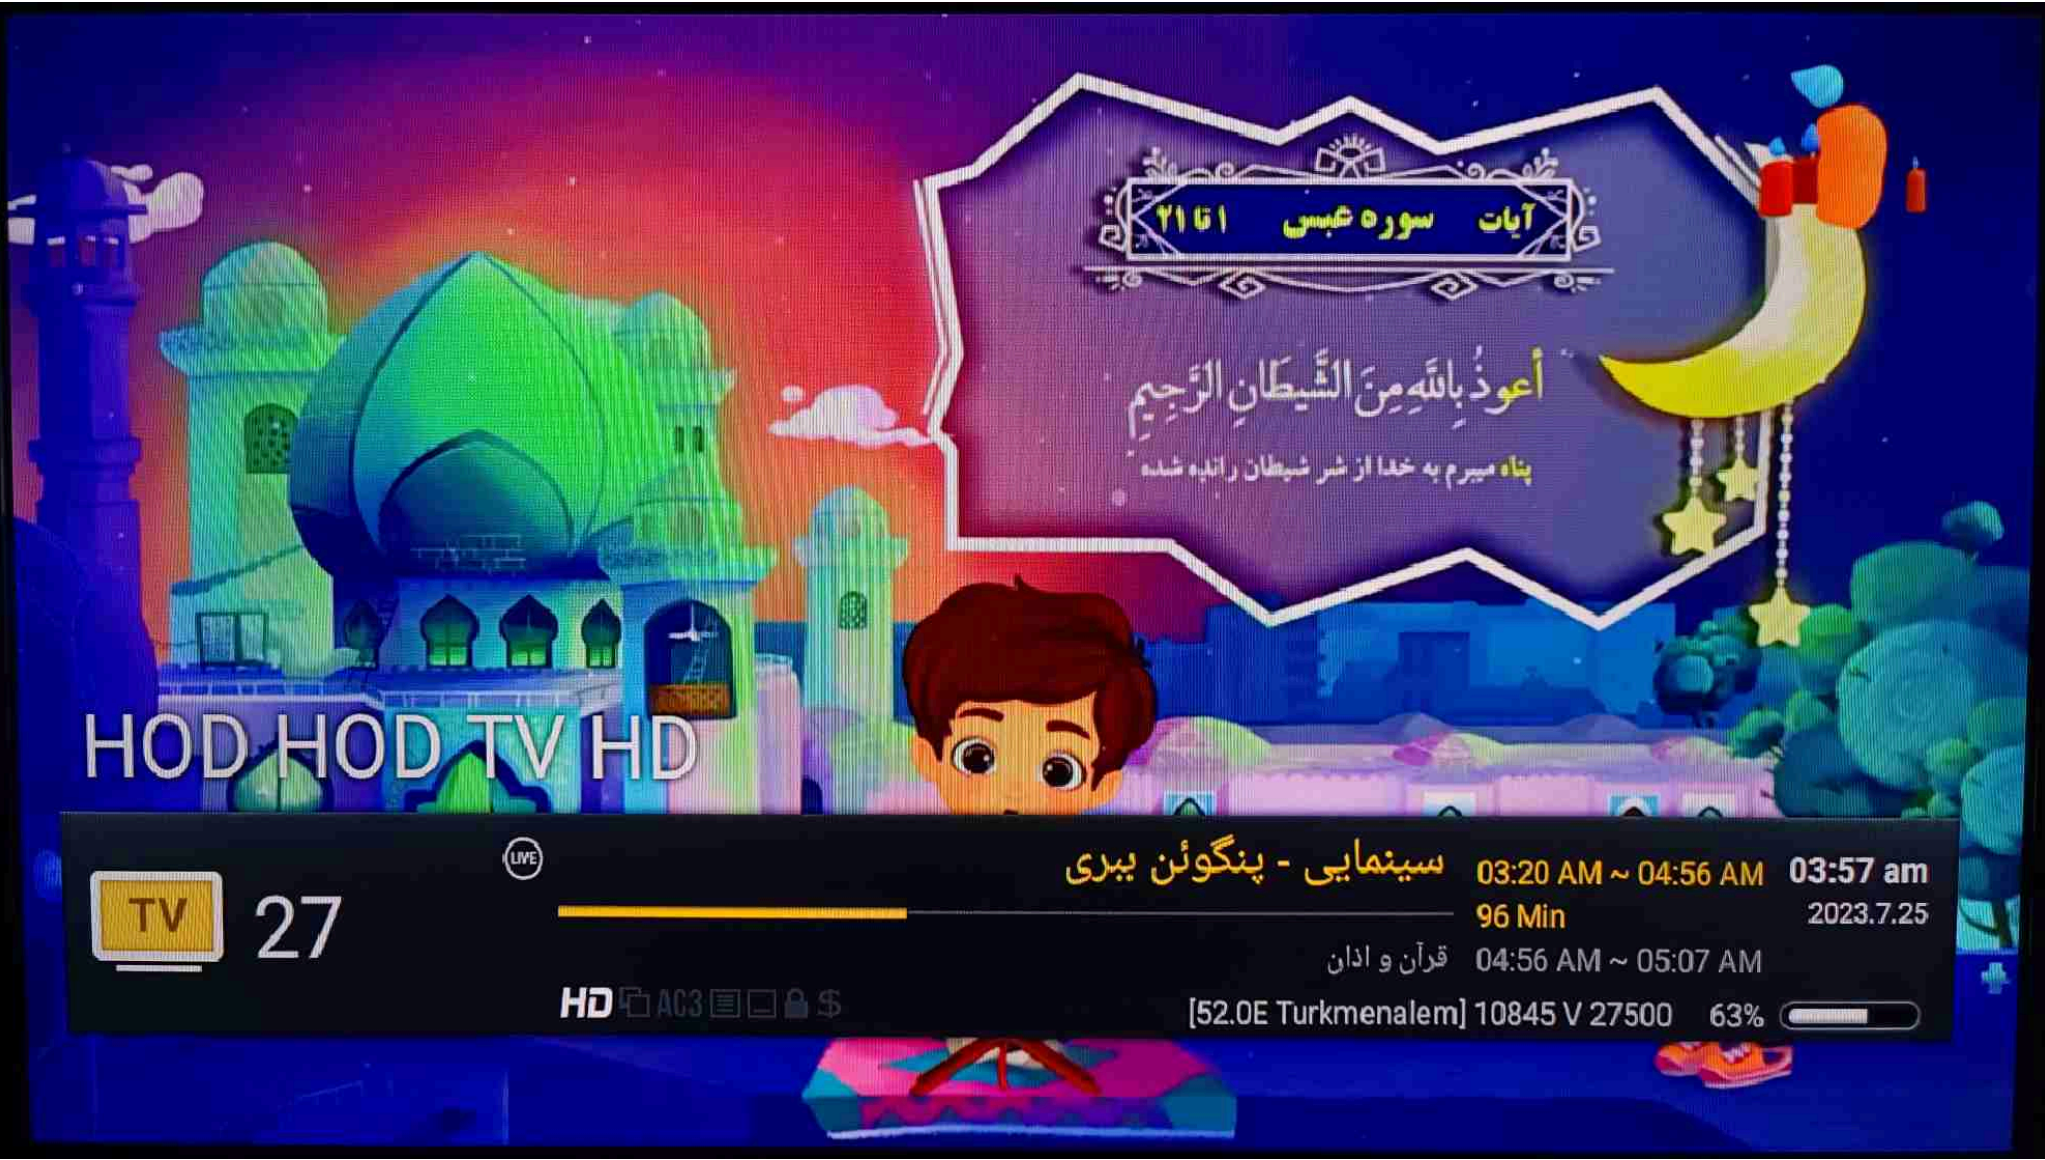 آیات سوره عبس ۱ تا ۲۱
أعوذُ بِاللَّهِ مِنَ الشَّيطَانِ الرَّجِيمِ
پناه میبرم به خدا از شر شیطان رانده شده
HOD HOD TV HD
TV
27
LIVE
سینمایی - پنگوئن ببری
03:20 AM ~ 04:56 AM
03:57 am
96 Min
2023.7.25
قرآن و اذان
04:56 AM ~ 05:07 AM
HD AC3 $
[52.0E Turkmenalem] 10845 V 27500 63%